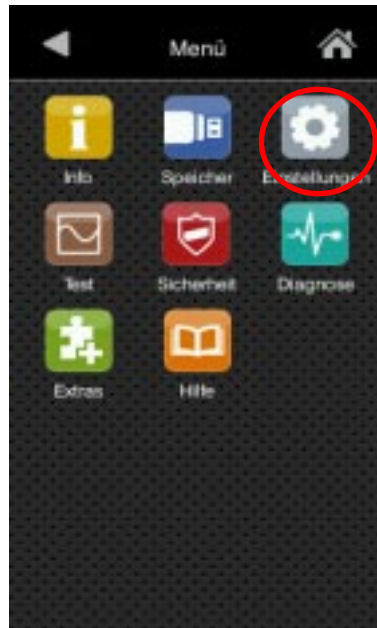 Menü
Info Speicher Einstellungen
Test Sicherheit Diagnose
Extras Hilfe